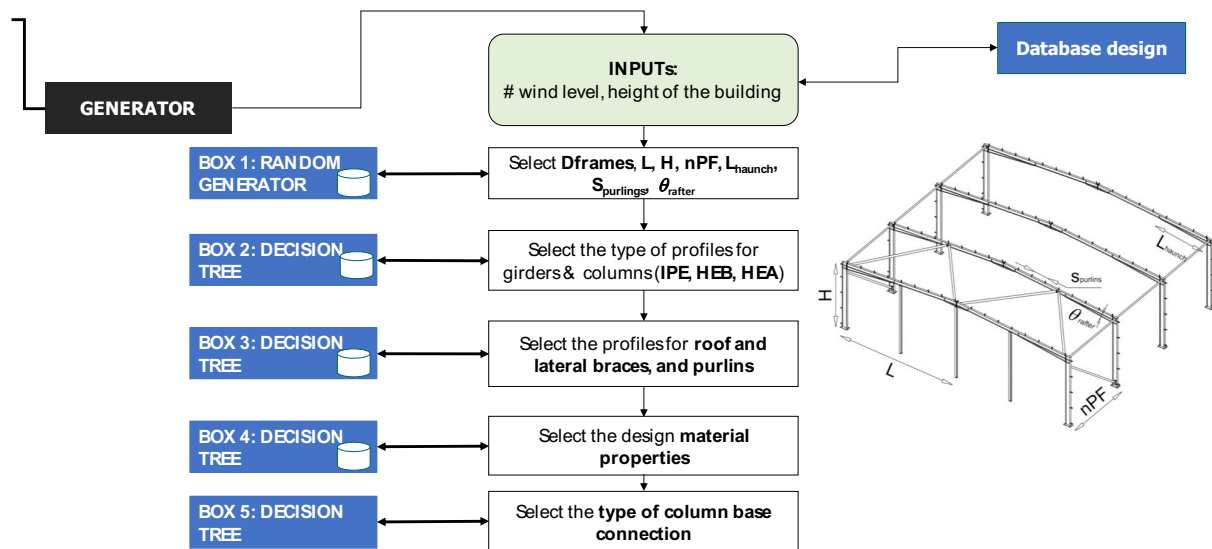 INPUTs:
# wind level, height of the building
Database design
GENERATOR
BOX 1: RANDOM
GENERATOR
Select Dframes, L, H, nPF, Lhaunch,
Spurlings, θrafter
BOX 2: DECISION
TREE
Select the type of profiles for
girders & columns (IPE, HEB, HEA)
BOX 3: DECISION
TREE
Select the profiles for roof and
lateral braces, and purlins
BOX 4: DECISION
TREE
Select the design material
properties
BOX 5: DECISION
TREE
Select the type of column base
connection
Lhaunch
Spurlins
θrafter
H
L
nPF